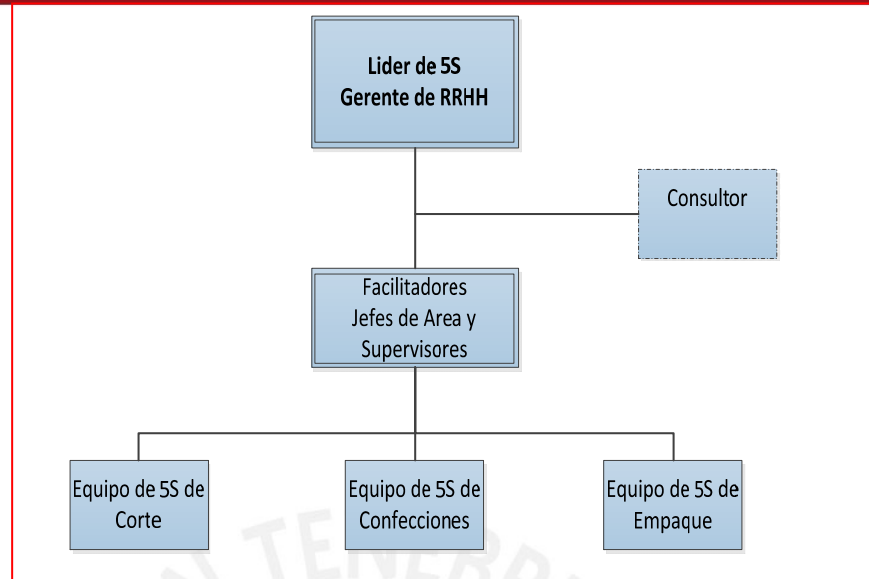 Lider de 5S
Gerente de RRHH
Consultor
Facilitadores
Jefes de Area y
Supervisores
Equipo de 5S de
Corte
Equipo de 5S de
Confecciones
Equipo de 5S de
Empaque